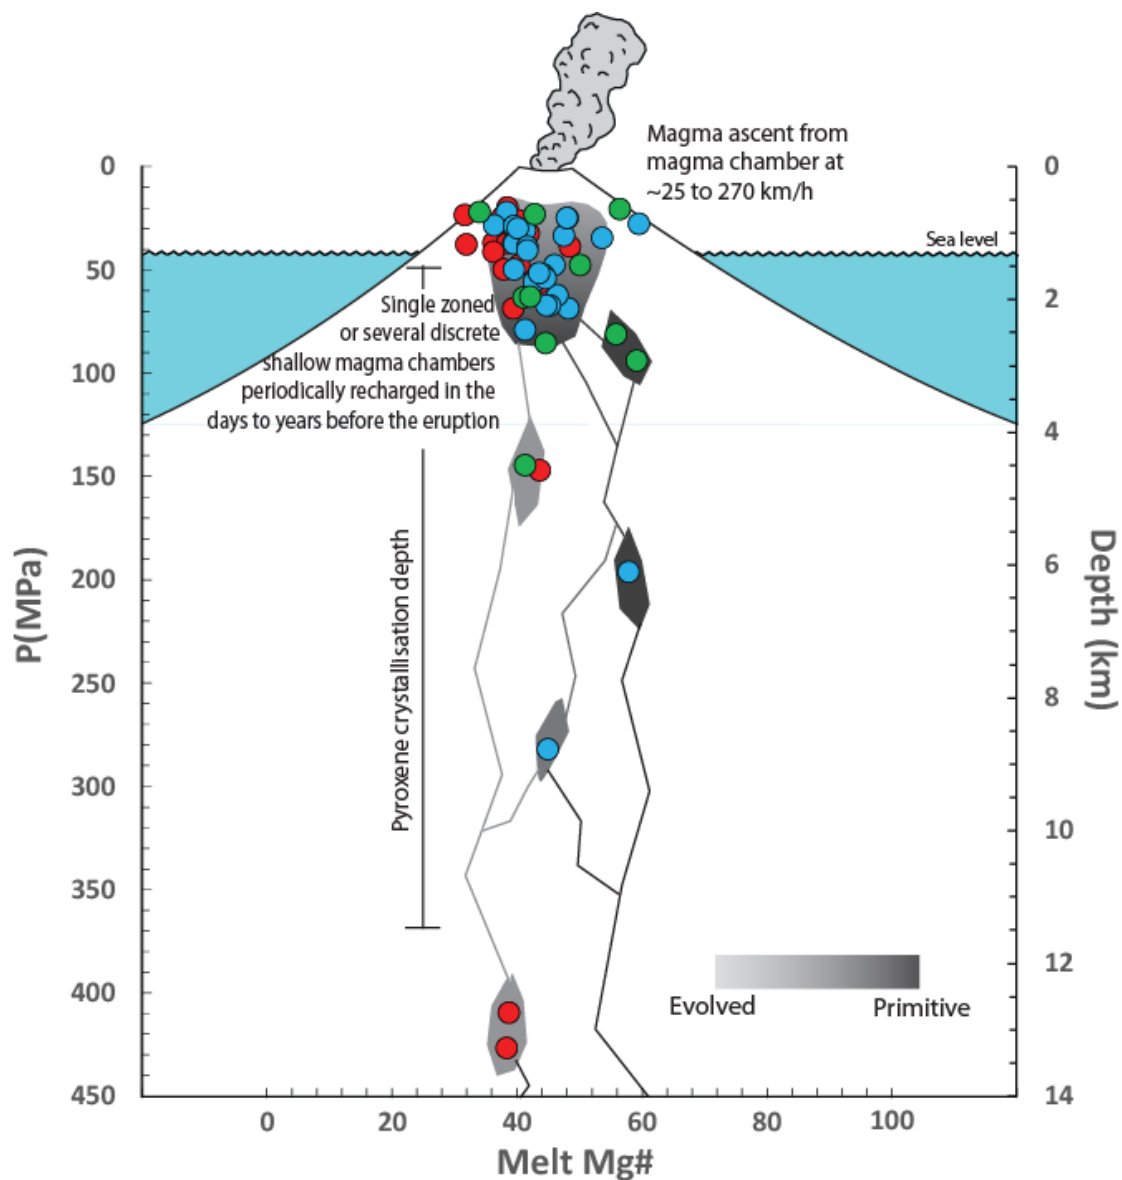 Magma ascent from
magma chamber at
~25 to 270 km/h
Sea level
Single zoned
or several discrete
shallow magma chambers
periodically recharged in the
days to years before the eruption
Pyroxene crystallisation depth
Evolved
Primitive
P(MPa)
0
50
100
150
200
250
300
350
400
450
Depth (km)
0
2
4
6
8
10
12
14
0
20
40
60
80
100
Melt Mg#